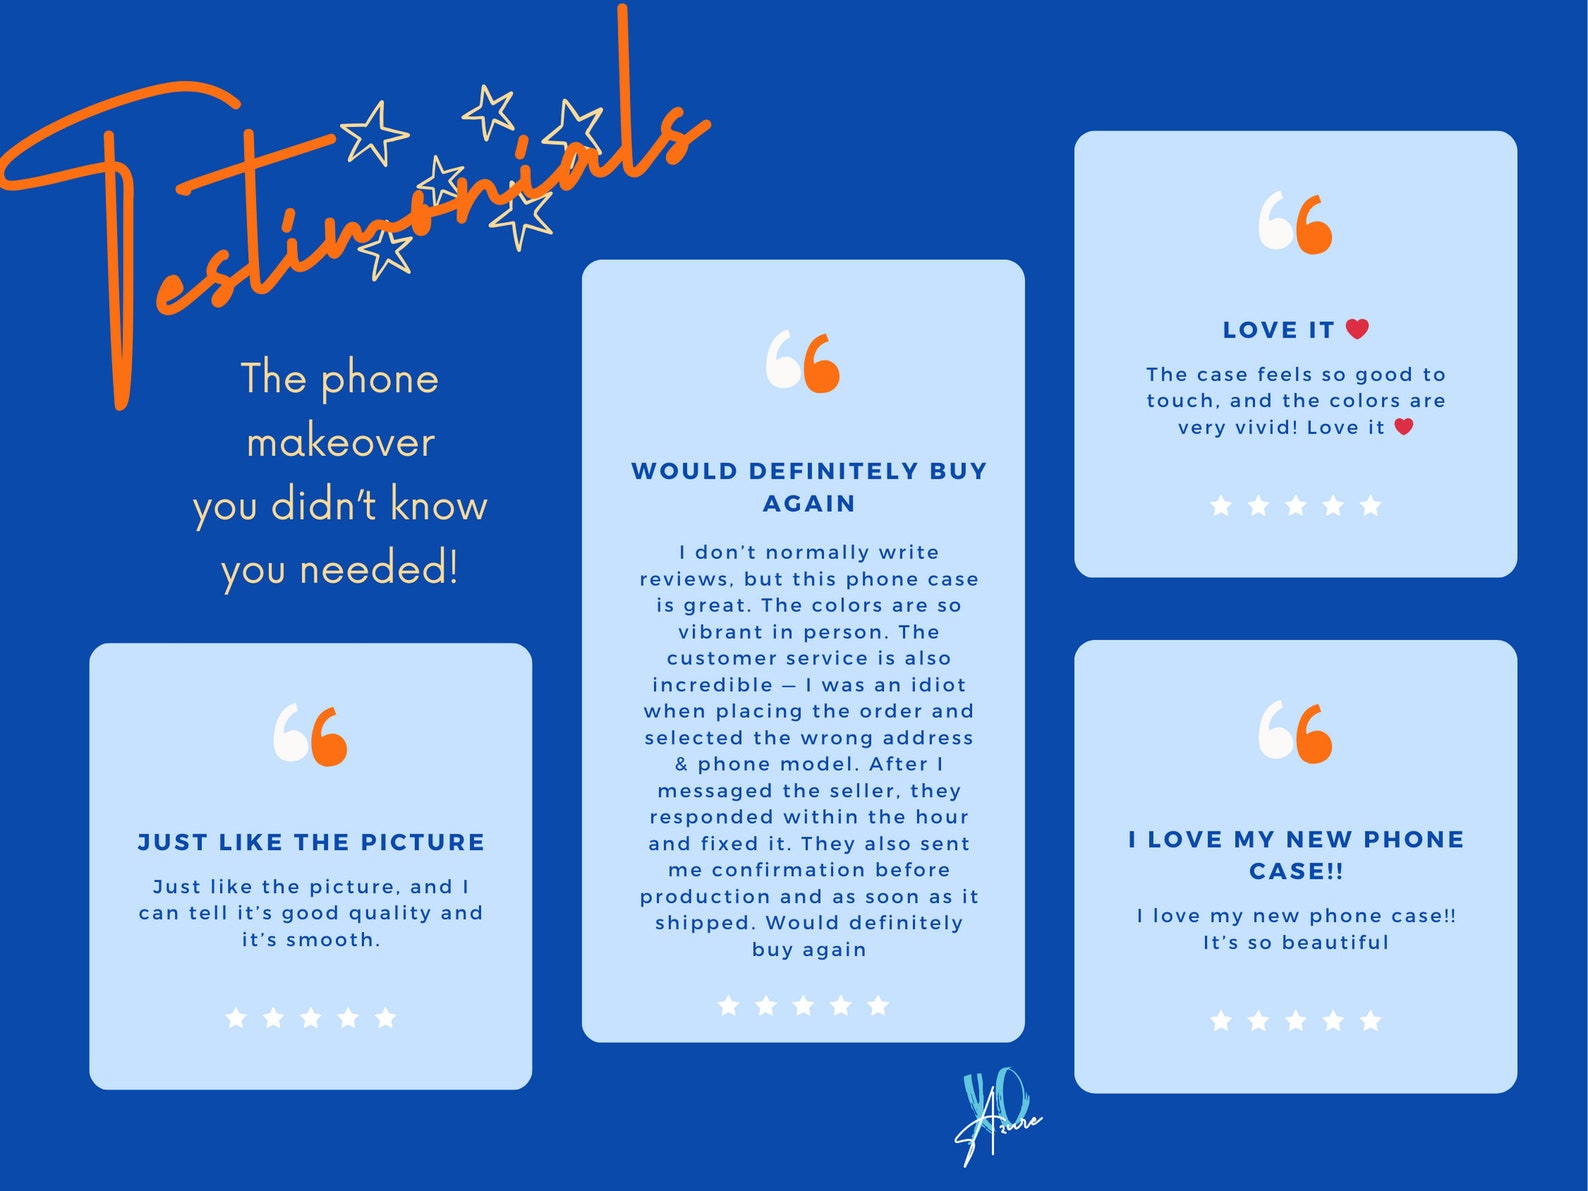 Testimonials
The phone
makeover
you didn't know
you needed!
JUST LIKE THE PICTURE
Just like the picture, and I
can tell it's good quality and
it's smooth.
WOULD DEFINITELY BUY
AGAIN
I don't normally write
reviews, but this phone case
is great. The colors are so
vibrant in person. The
customer service is also
incredible — I was an idiot
when placing the order and
selected the wrong address
& phone model. After I
messaged the seller, they
responded within the hour
and fixed it. They also sent
me confirmation before
production and as soon as it
shipped. Would definitely
buy again
LOVE IT ❤
The case feels so good to
touch, and the colors are
very vivid! Love it ❤
I LOVE MY NEW PHONE
CASE!!
I love my new phone case!!
It's so beautiful
Azure